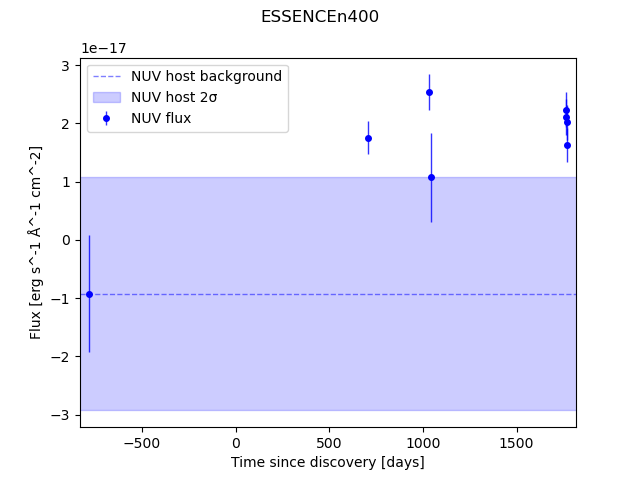 ESSENCEn400
1e−17
NUV host background
NUV host 2σ
NUV flux
3
2
1
0
−1
−2
−3
Flux [erg s^-1 Å^-1 cm^-2]
−500
0
500
1000
1500
Time since discovery [days]